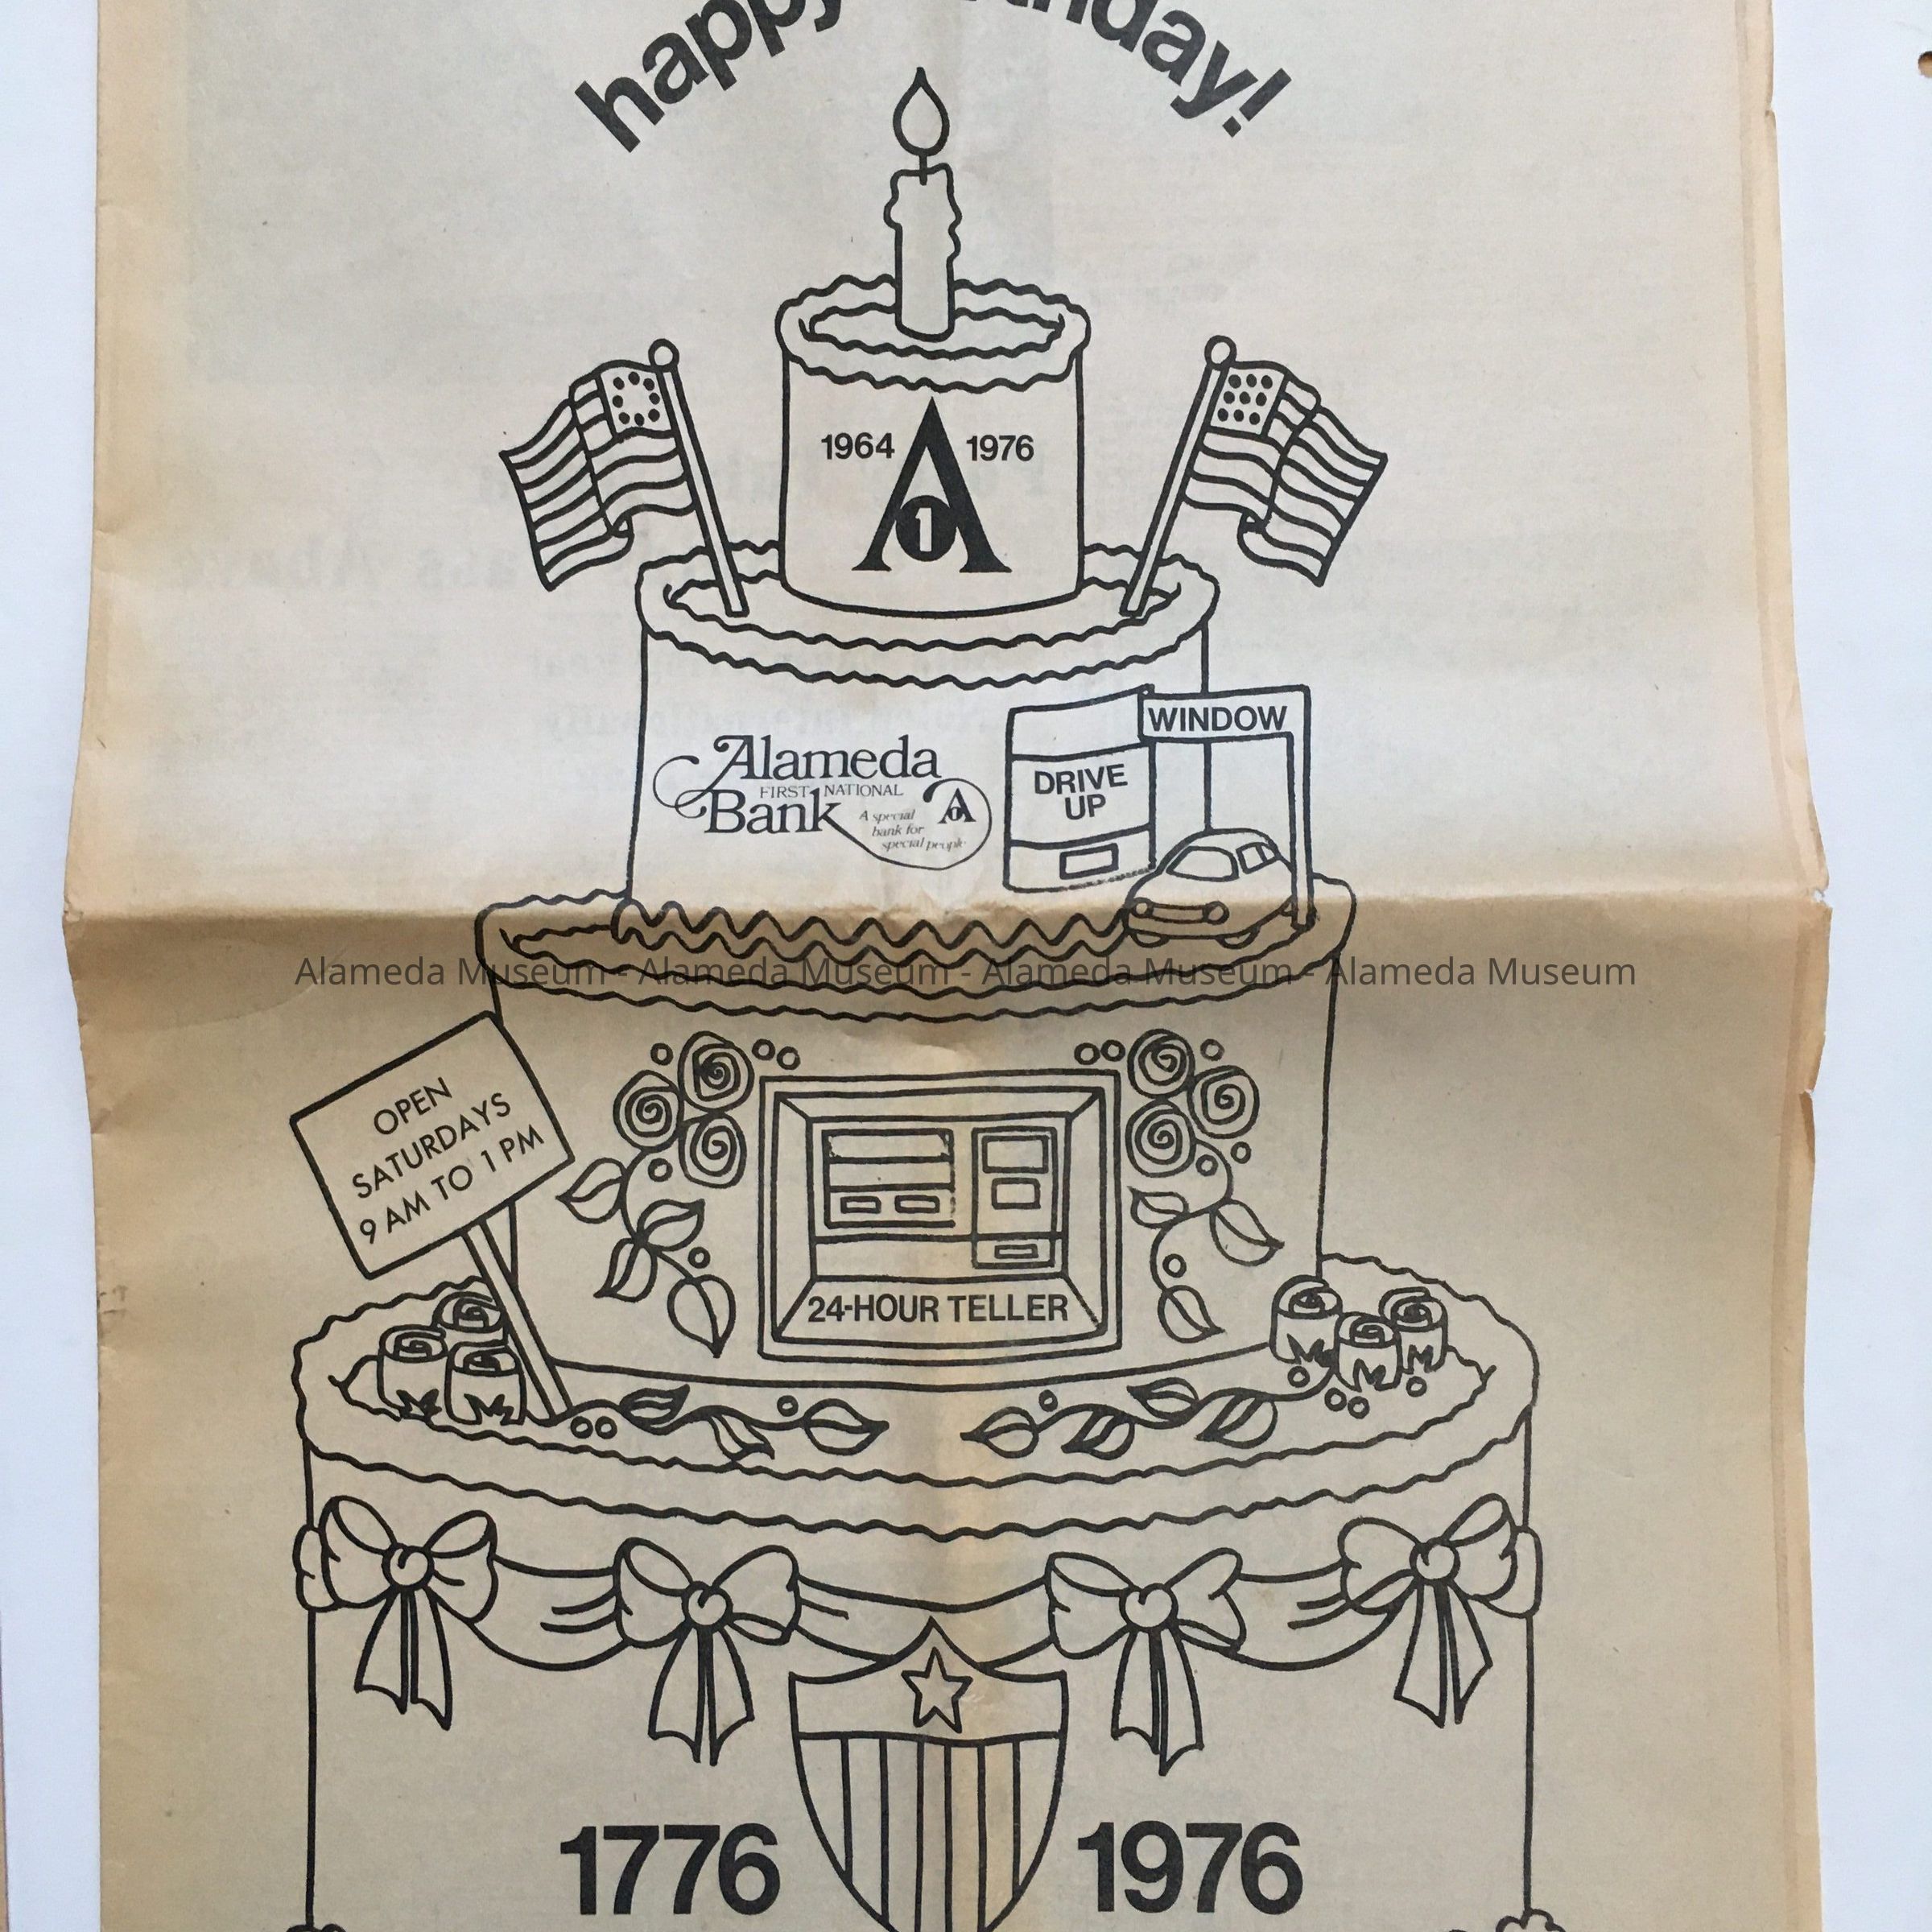 happy birthday!
1964 1976
A
1
WINDOW
DRIVE
UP
Alameda
FIRST NATIONAL
Bank
A special
bank for
special people
Alameda Museum - Alameda Museum - Alameda Museum - Alameda Museum
OPEN
SATURDAYS
9 AM TO 1 PM
24-HOUR TELLER
1776 1976